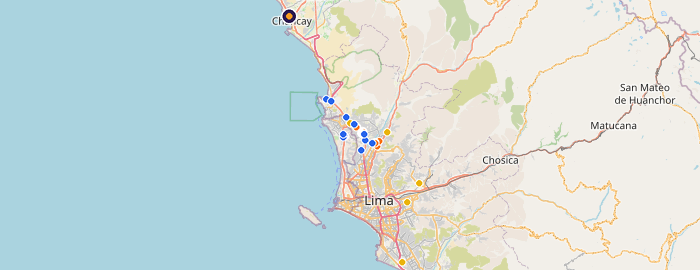 Chancay
San Mateo
de Huanchor
Matucana
Chosica
Lima